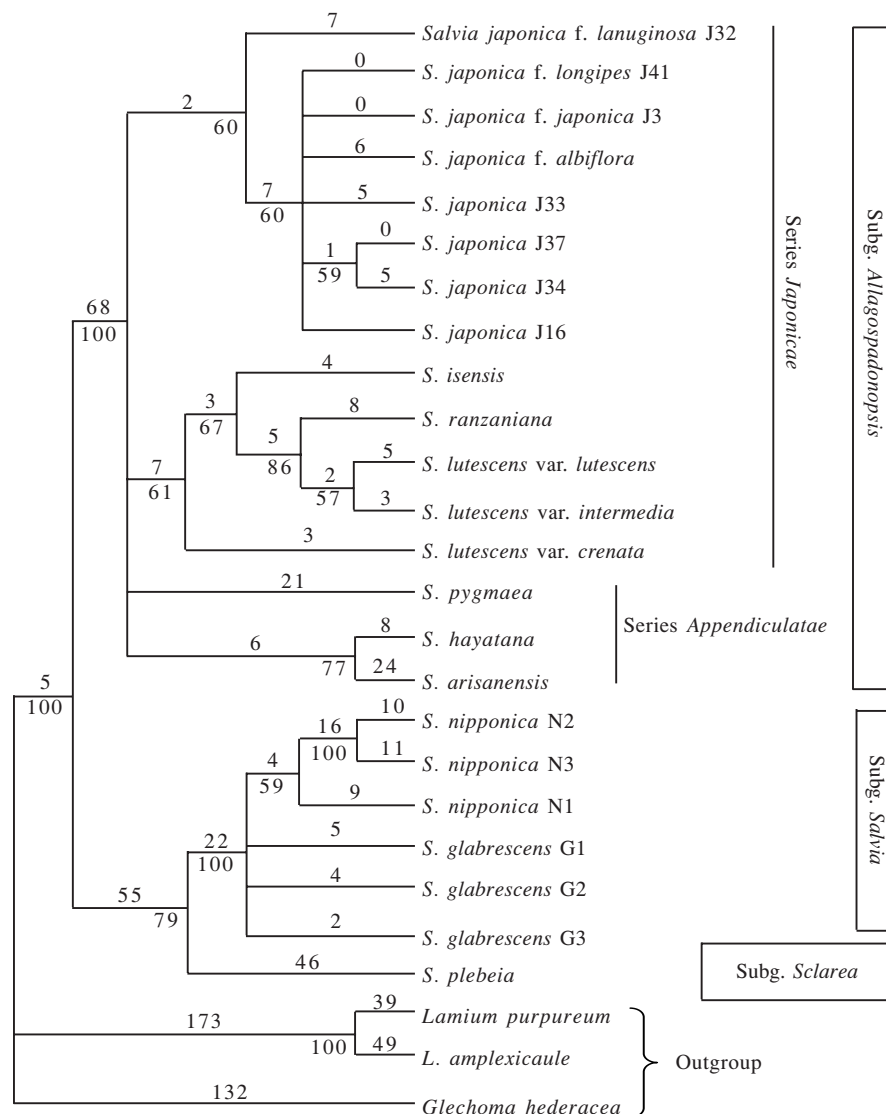 7
Salvia japonica f. lanuginosa J32
0
S. japonica f. longipes J41
2
0
60
S. japonica f. japonica J3
6
S. japonica f. albiflora
7
5
60
S. japonica J33
0
1
S. japonica J37
59
5
S. japonica J34
68
100
S. japonica J16
4
S. isensis
3
67
8
S. ranzaniana
5
86
5
S. lutescens var. lutescens
7
2
61
57
3
S. lutescens var. intermedia
3
S. lutescens var. crenata
21
S. pygmaea
8
S. hayatana
6
77
24
S. arisanensis
Series Japonicae
Series Appendiculatae
Subg. Allagospadonopsis
5
100
10
S. nipponica N2
16
100
11
S. nipponica N3
4
59
9
S. nipponica N1
22
100
5
S. glabrescens G1
4
S. glabrescens G2
55
79
2
S. glabrescens G3
46
S. plebeia
Subg. Salvia
Subg. Sclarea
39
Lamium purpureum
173
100
49
L. amplexicaule
132
Glechoma hederacea
Outgroup